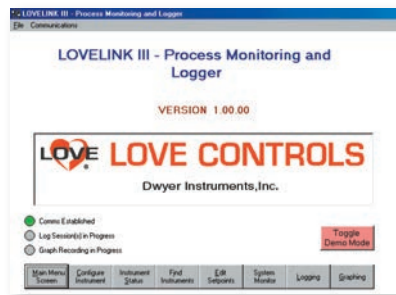 LOVELINK III - Process Monitoring and Logger
File Communications
LOVELINK III - Process Monitoring and
Logger
VERSION 1.00.00
LOVE LOVE CONTROLS
Dwyer Instruments,Inc.
Comms Established
Log Session(s) in Progress
Graph Recording in Progress
Toggle
Demo Mode
Main Menu Screen
Configure Instrument
Instrument Status
Find Instruments
Edit Setpoints
System Monitor
Logging
Graphing